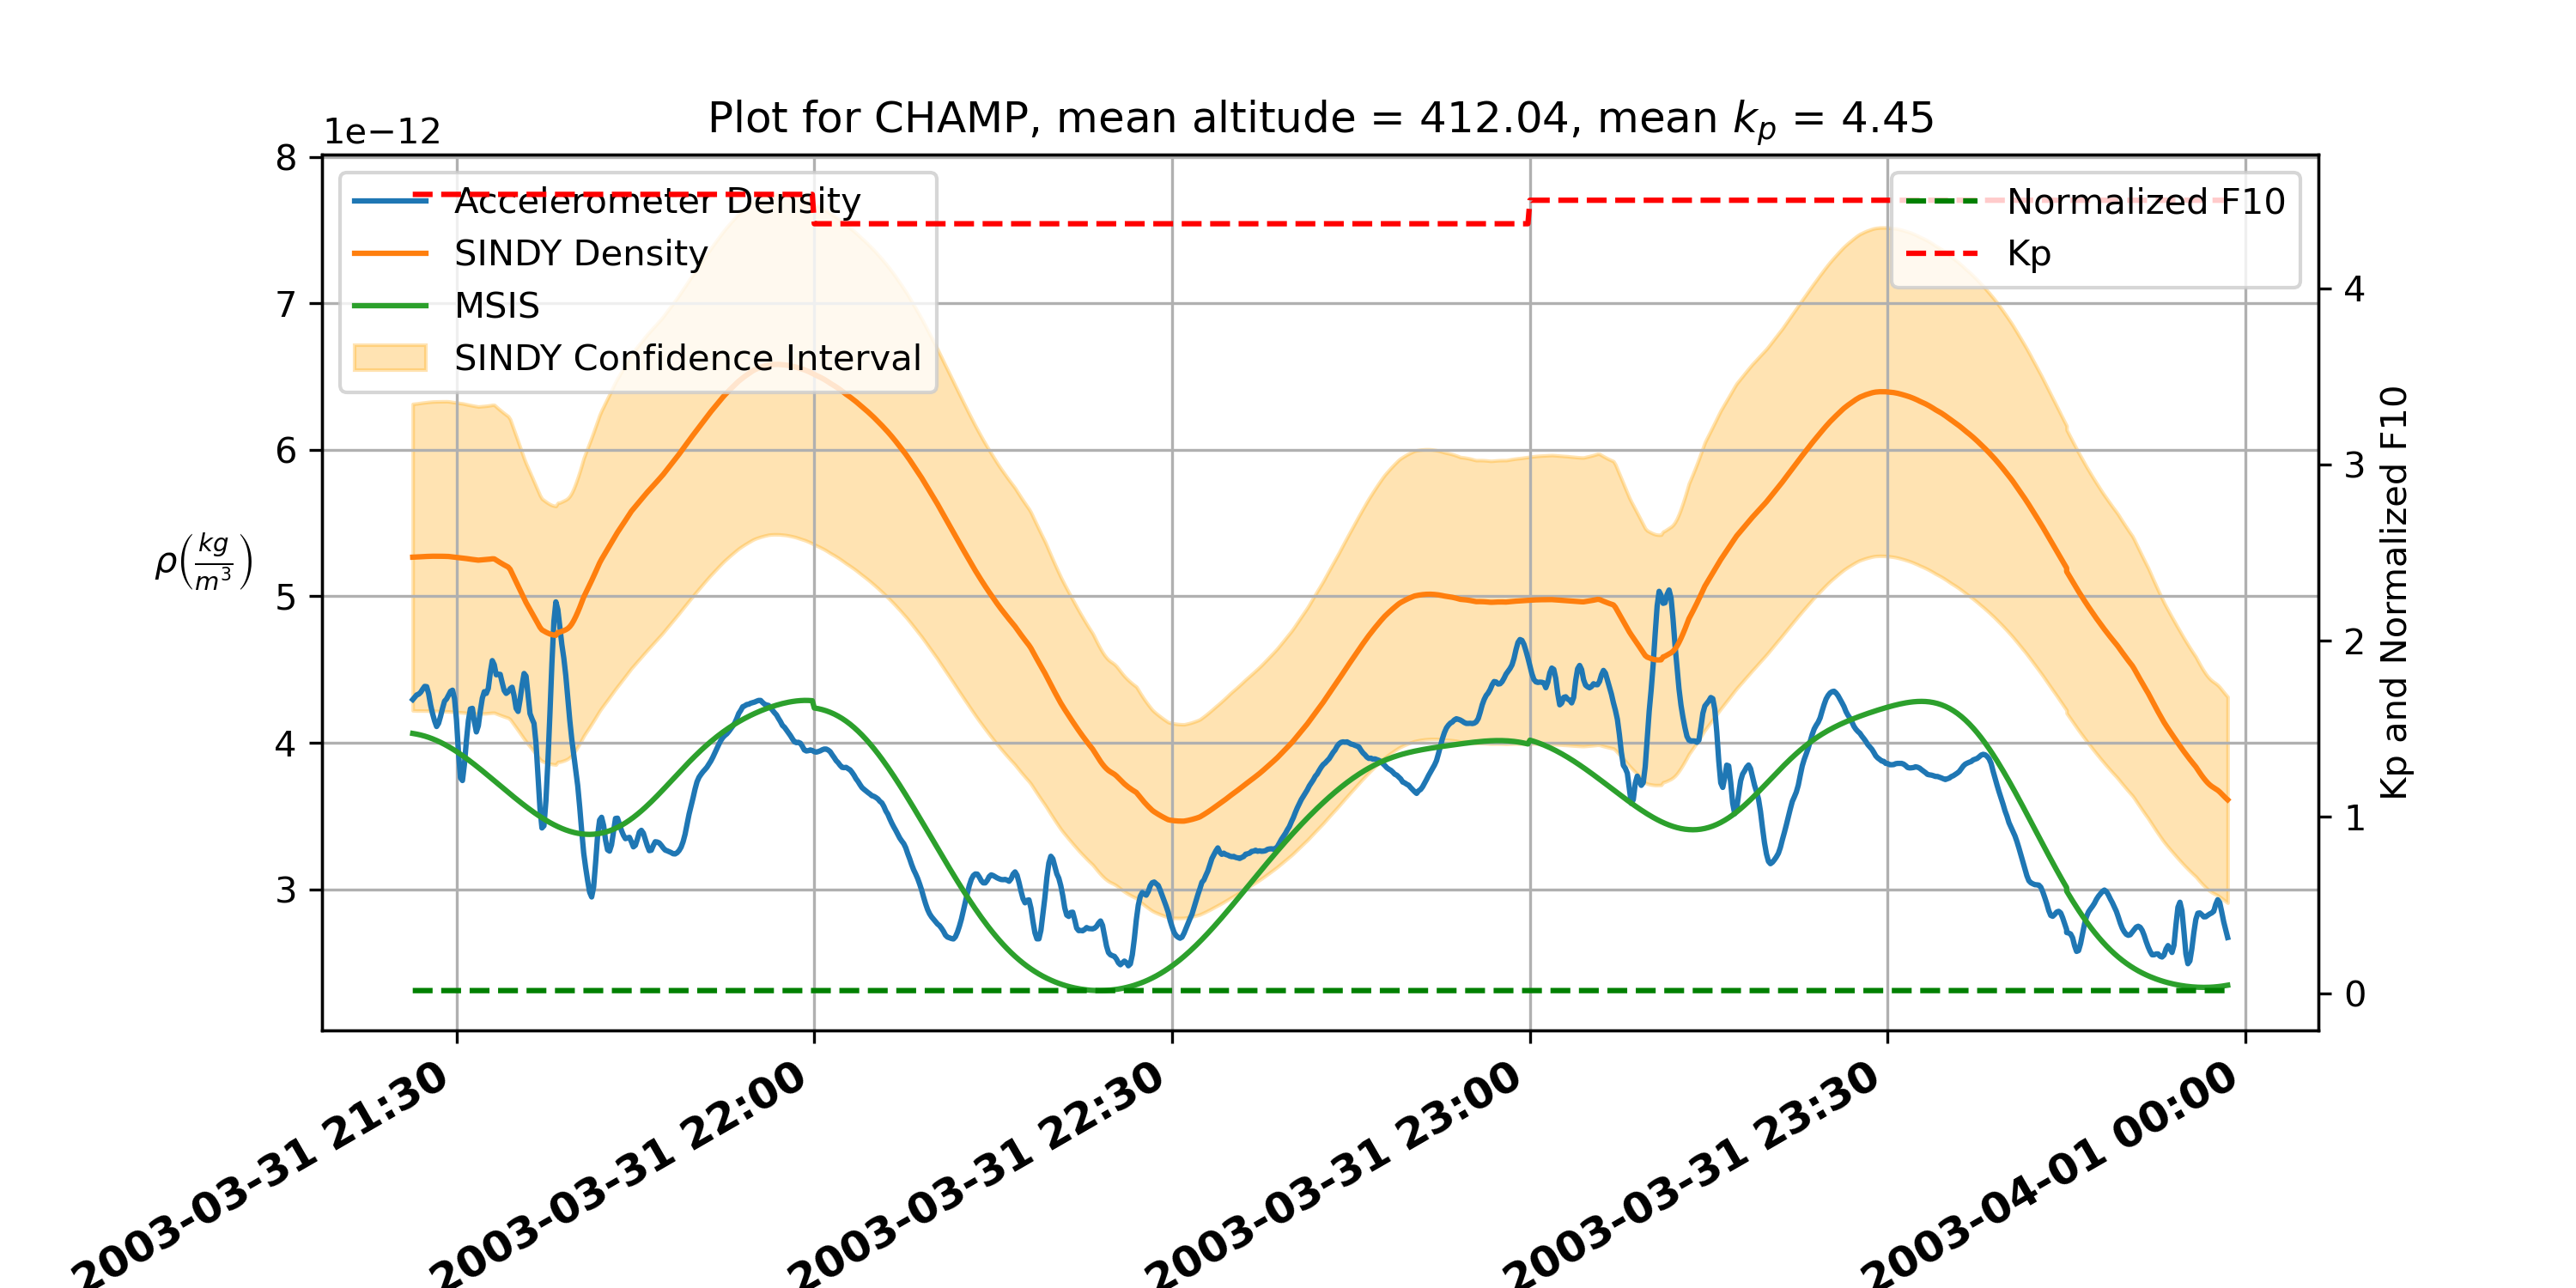 Plot for CHAMP, mean altitude = 412.04, mean kₚ = 4.45
1e−12
8
7
6
5
4
3
ρ(kg/m³)
Accelerometer Density
SINDY Density
MSIS
SINDY Confidence Interval
Normalized F10
Kp
4
3
2
1
0
Kp and Normalized F10
2003-03-31 21:30
2003-03-31 22:00
2003-03-31 22:30
2003-03-31 23:00
2003-03-31 23:30
2003-04-01 00:00